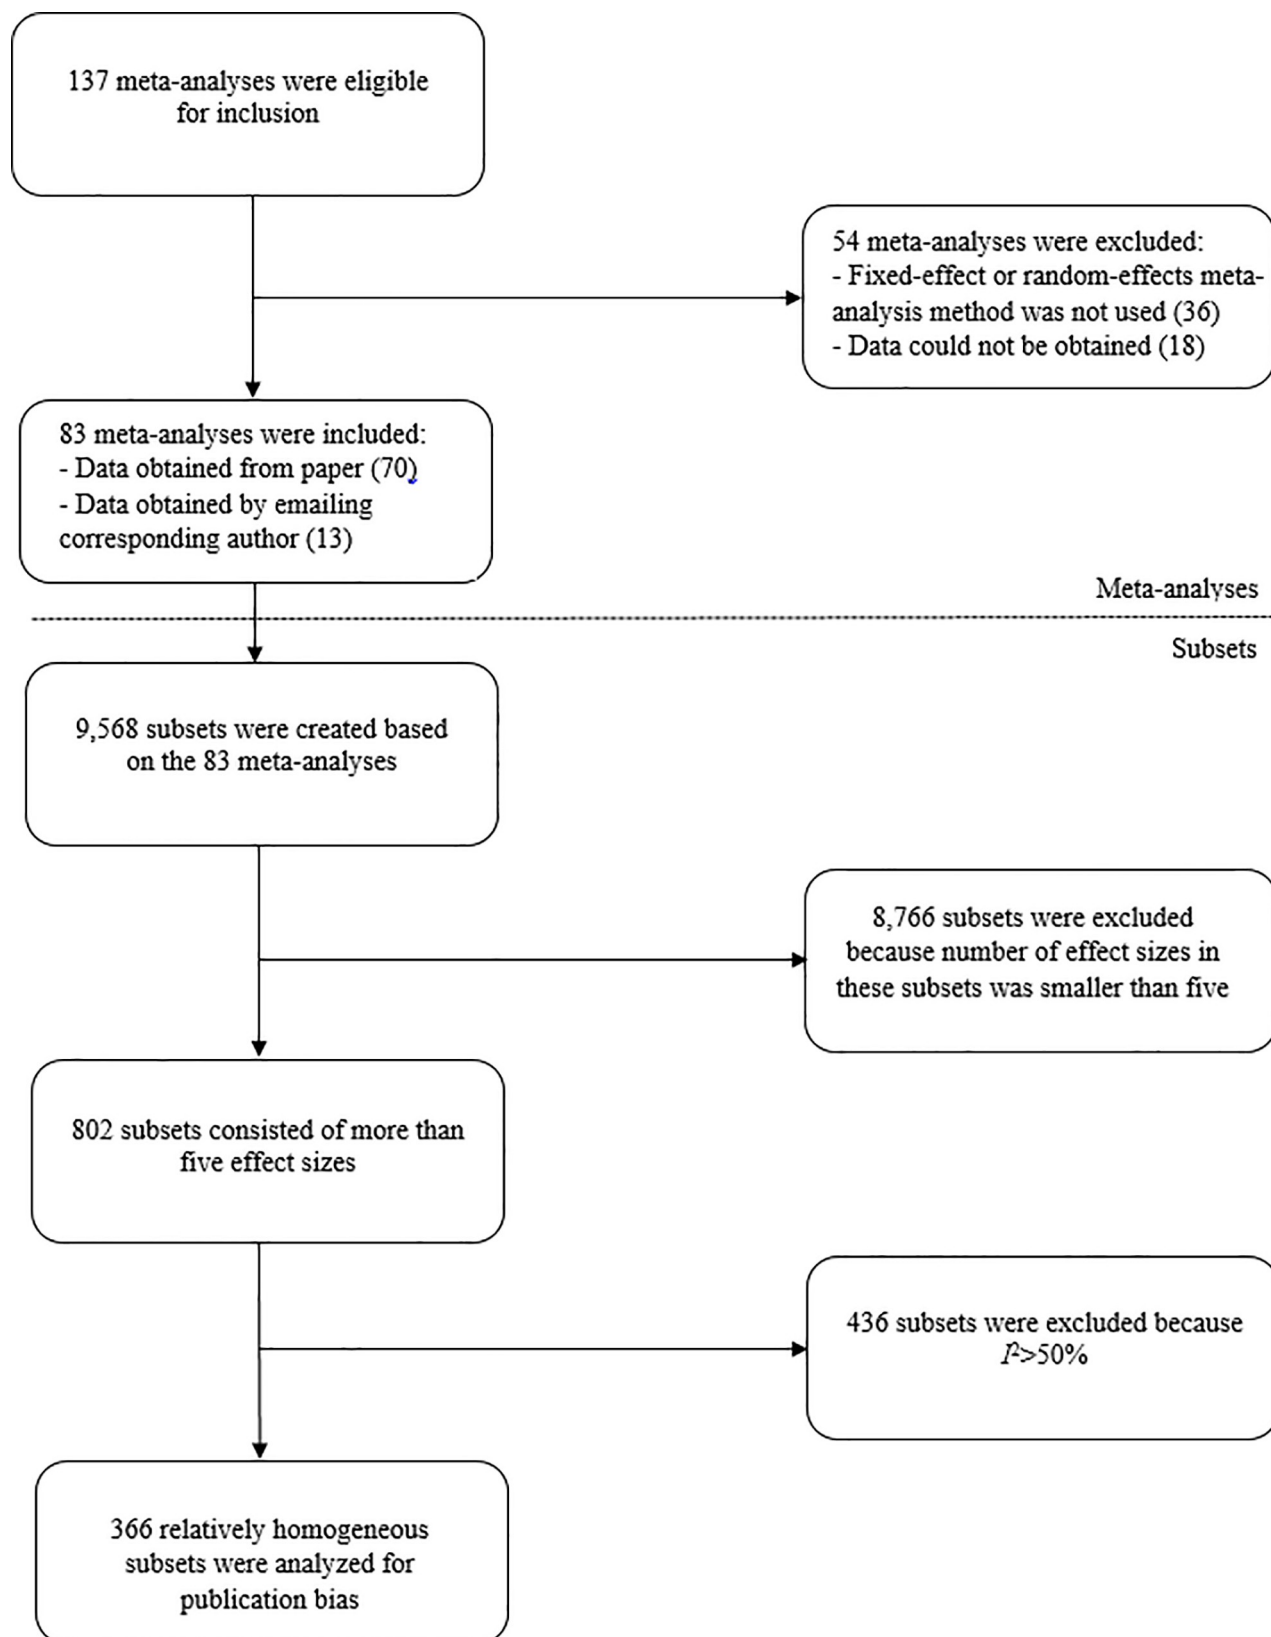 137 meta-analyses were eligible
for inclusion
54 meta-analyses were excluded:
- Fixed-effect or random-effects meta-
analysis method was not used (36)
- Data could not be obtained (18)
83 meta-analyses were included:
- Data obtained from paper (70)
- Data obtained by emailing
corresponding author (13)
Meta-analyses
Subsets
9,568 subsets were created based
on the 83 meta-analyses
8,766 subsets were excluded
because number of effect sizes in
these subsets was smaller than five
802 subsets consisted of more than
five effect sizes
436 subsets were excluded because
I²>50%
366 relatively homogeneous
subsets were analyzed for
publication bias